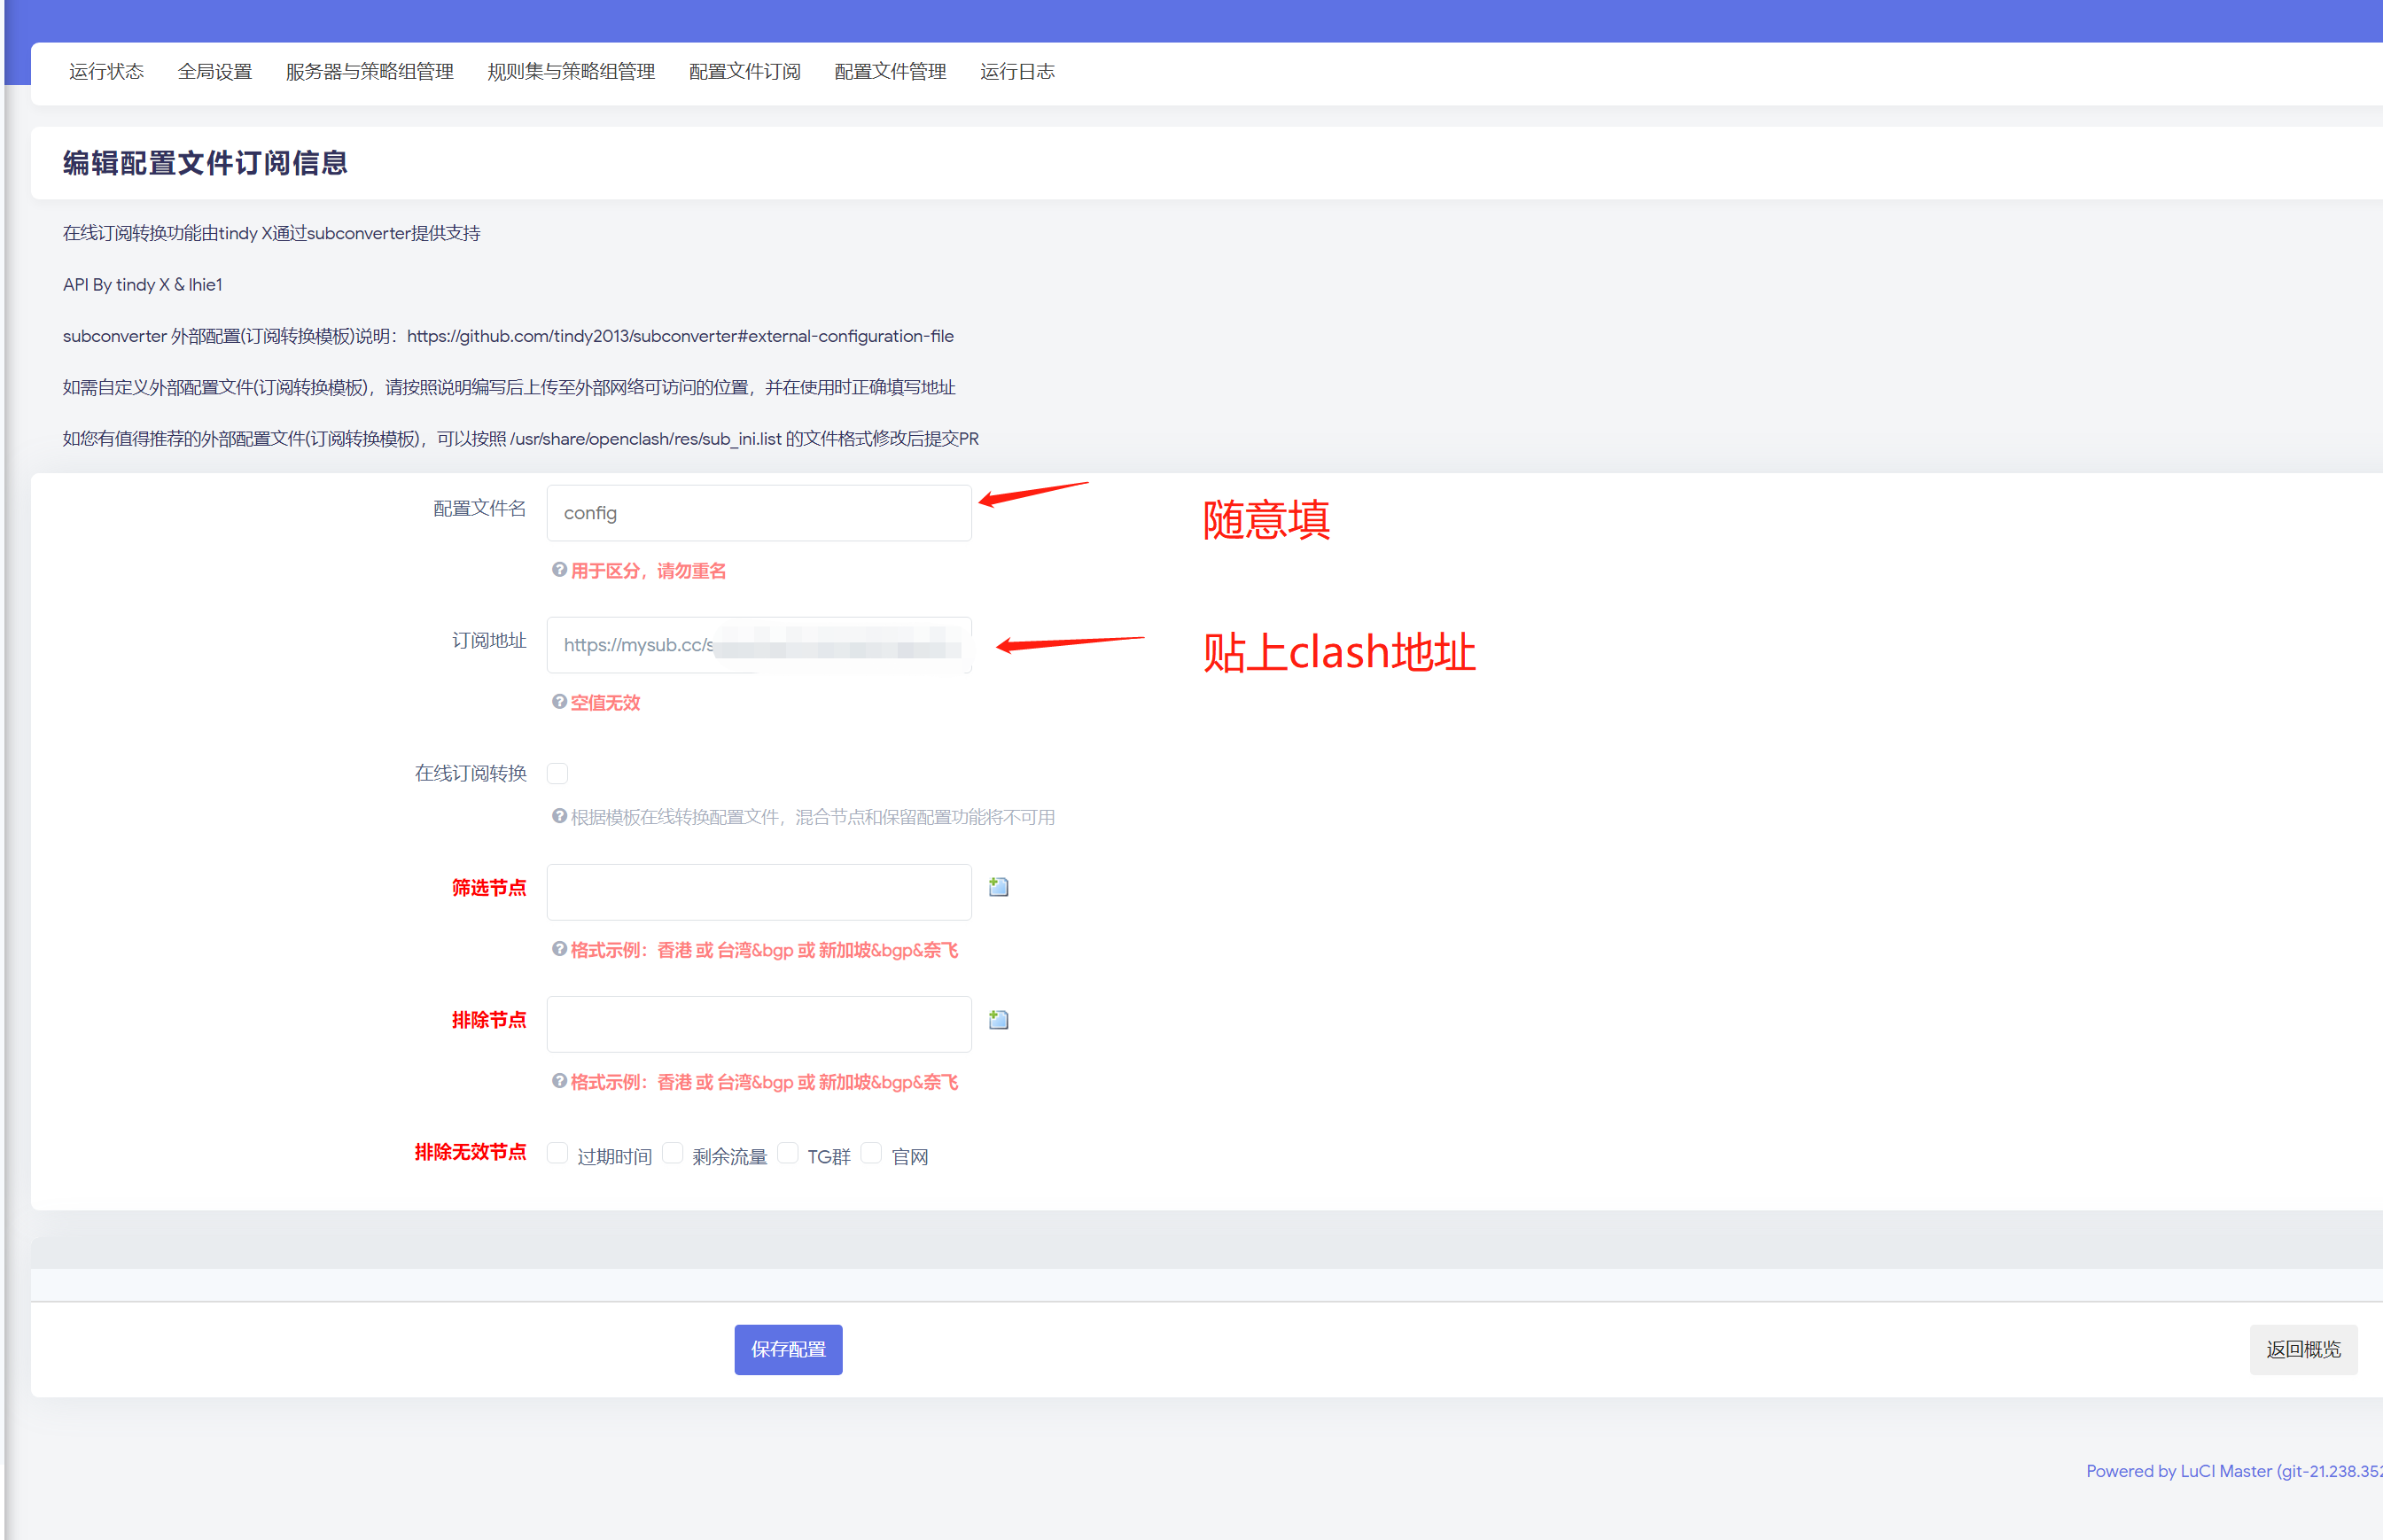 运行状态 全局设置 服务器与策略组管理 规则集与策略组管理 配置文件订阅 配置文件管理 运行日志
编辑配置文件订阅信息
在线订阅转换功能由tindy X通过subconverter提供支持
API By tindy X & lhie1
subconverter 外部配置(订阅转换模板)说明：https://github.com/tindy2013/subconverter#external-configuration-file
如需自定义外部配置文件(订阅转换模板)，请按照说明编写后上传至外部网络可访问的位置，并在使用时正确填写地址
如您有值得推荐的外部配置文件(订阅转换模板)，可以按照 /usr/share/openclash/res/sub_ini.list 的文件格式修改后提交PR
配置文件名 config 随意填
用于区分，请勿重名
订阅地址 https://mysub.cc/s 贴上clash地址
空值无效
在线订阅转换
根据模板在线转换配置文件，混合节点和保留配置功能将不可用
筛选节点
格式示例：香港 或 台湾&bgp 或 新加坡&bgp&奈飞
排除节点
格式示例：香港 或 台湾&bgp 或 新加坡&bgp&奈飞
排除无效节点 过期时间 剩余流量 TG群 官网
保存配置 返回概览
Powered by LuCI Master (git-21.238.352